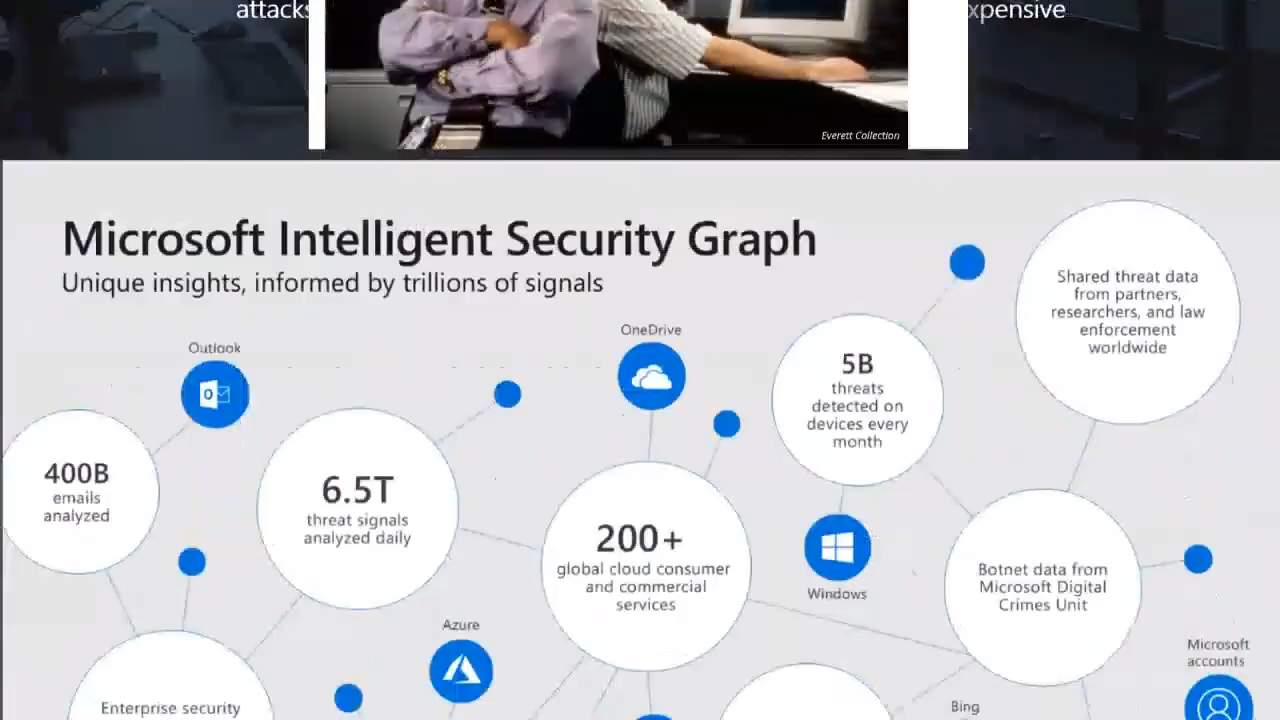 attacks
xpensive
Everett Collection
Microsoft Intelligent Security Graph
Unique insights, informed by trillions of signals
Outlook
OneDrive
Shared threat data
from partners,
researchers, and law
enforcement
worldwide
5B
threats
detected on
devices every
month
400B
emails
analyzed
6.5T
threat signals
analyzed daily
200+
global cloud consumer
and commercial
services
Windows
Botnet data from
Microsoft Digital
Crimes Unit
Azure
Microsoft
accounts
Enterprise security
Bing